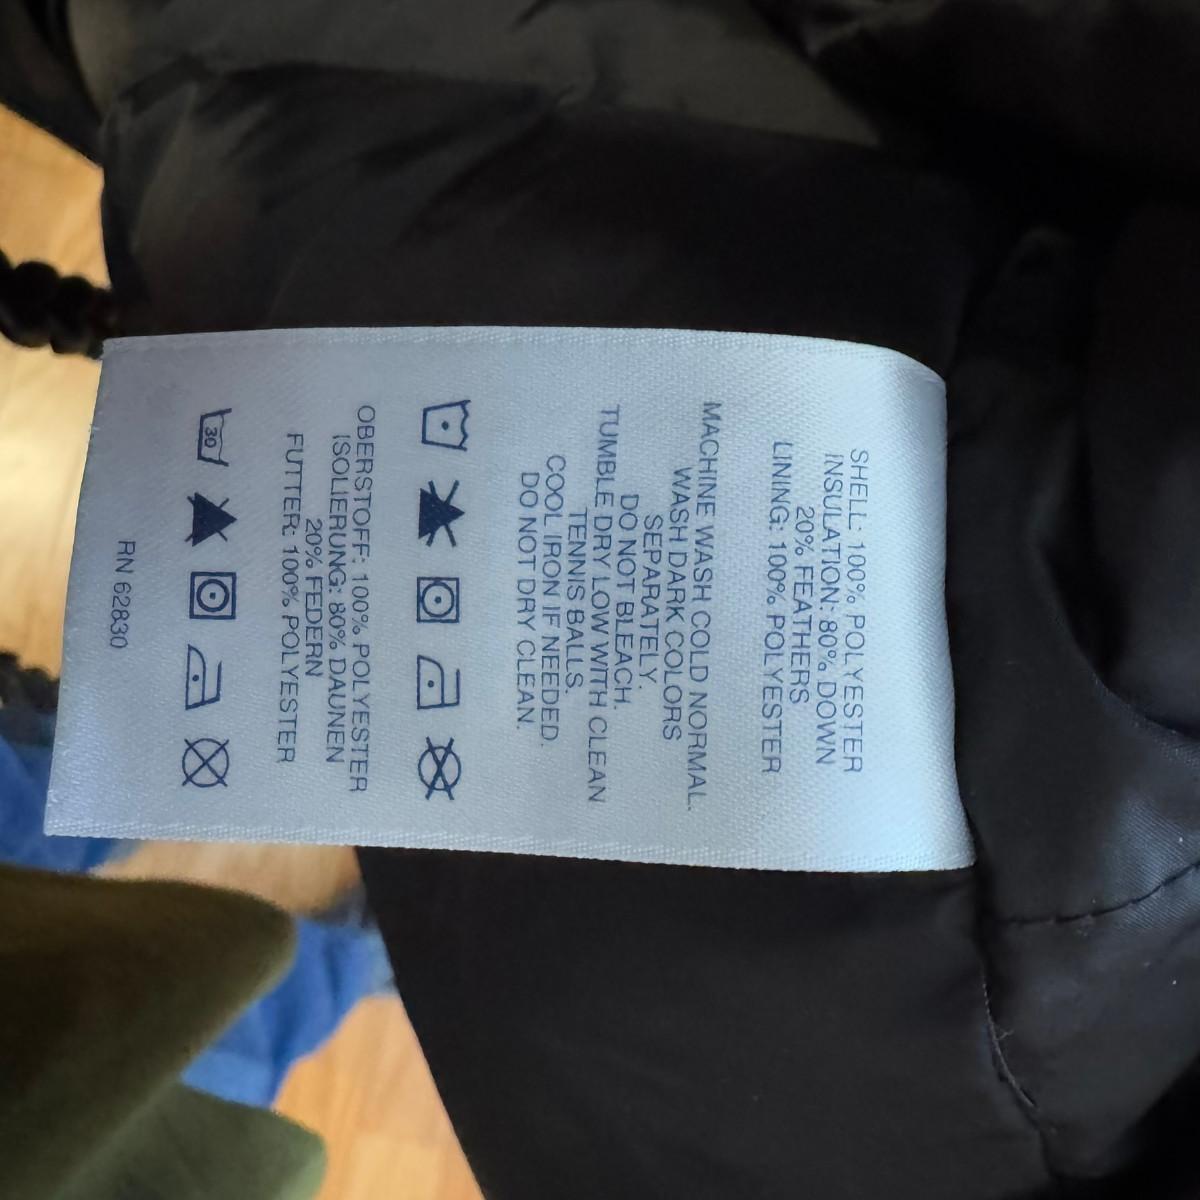 SHELL: 100% POLYESTER
INSULATION: 80% DOWN
20% FEATHERS
LINING: 100% POLYESTER
MACHINE WASH COLD NORMAL.
WASH DARK COLORS
SEPARATELY.
DO NOT BLEACH.
TUMBLE DRY LOW WITH CLEAN
TENNIS BALLS.
COOL IRON IF NEEDED.
DO NOT DRY CLEAN.
OBERSTOFF: 100% POLYESTER
ISOLIERUNG: 80% DAUNEN
20% FEDERN
FUTTER: 100% POLYESTER
30
RN 62830